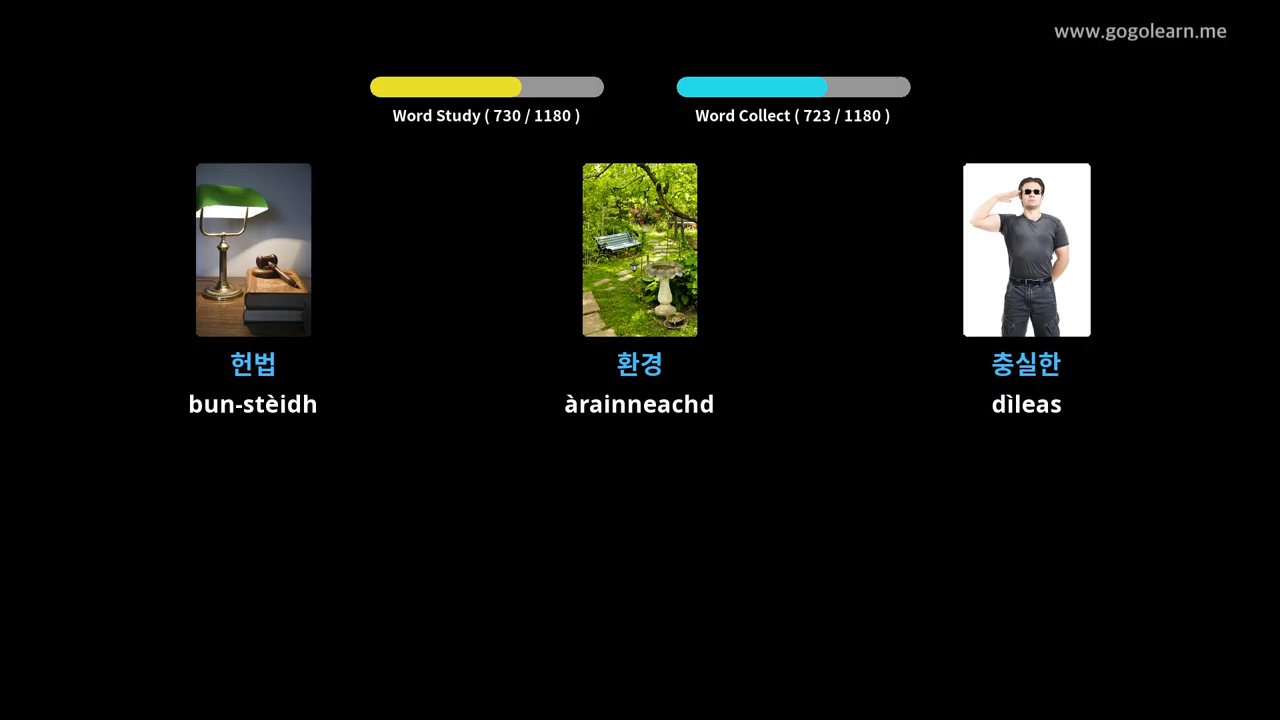 www.gogolearn.me
Word Study ( 730 / 1180 )
Word Collect ( 723 / 1180 )
헌법
환경
충실한
bun-stèidh
àrainneachd
dìleas